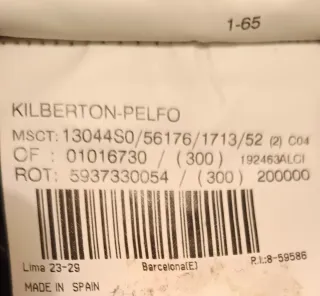 1-65
KILBERTON-PELFO
MSCT: 13044S0/56176/1713/52 (2) C04
OF : 01016730 / (300) 192463ALCI
ROT: 5937330054 / (300) 200000
Lima 23-29 Barcelona(E) R.I.:8-59586
MADE IN SPAIN